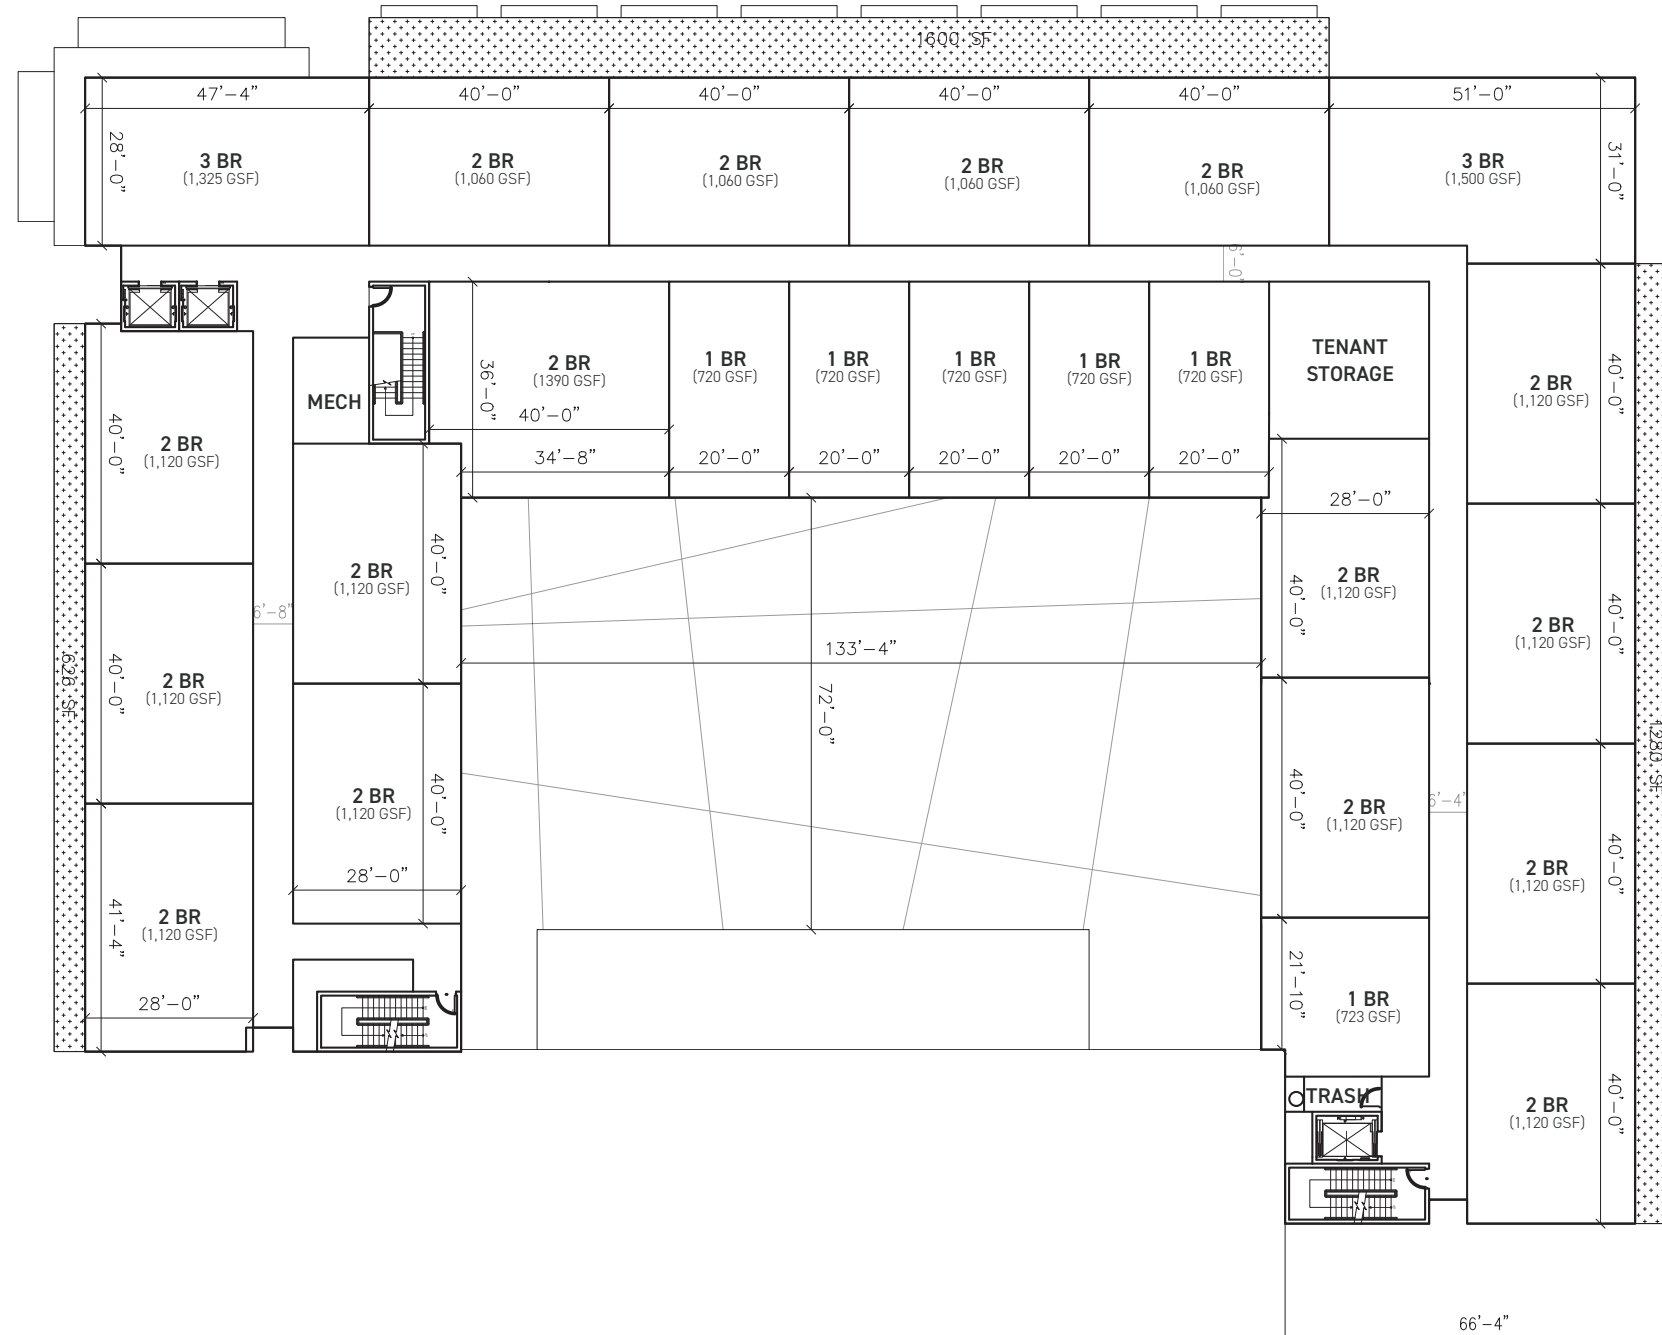 1600 SF
47'-4"
40'-0"
40'-0"
40'-0"
40'-0"
51'-0"
28'-0"
3 BR
(1,325 GSF)
2 BR
(1,060 GSF)
2 BR
(1,060 GSF)
2 BR
(1,060 GSF)
2 BR
(1,060 GSF)
3 BR
(1,500 GSF)
31'-0"
6'-0"
36'-0"
2 BR
(1390 GSF)
40'-0"
34'-8"
1 BR
(720 GSF)
20'-0"
1 BR
(720 GSF)
20'-0"
1 BR
(720 GSF)
20'-0"
1 BR
(720 GSF)
20'-0"
1 BR
(720 GSF)
20'-0"
TENANT
STORAGE
2 BR
(1,120 GSF)
40'-0"
MECH
40'-0"
2 BR
(1,120 GSF)
28'-0"
2 BR
(1,120 GSF)
40'-0"
40'-0"
2 BR
(1,120 GSF)
6'-8"
2 BR
(1,120 GSF)
40'-0"
133'-4"
72'-0"
626 SF
40'-0"
2 BR
(1,120 GSF)
1280 SF
2 BR
(1,120 GSF)
40'-0"
28'-0"
40'-0"
2 BR
(1,120 GSF)
6'-4'
2 BR
(1,120 GSF)
40'-0"
41'-4"
2 BR
(1,120 GSF)
28'-0"
21'-10"
1 BR
(723 GSF)
TRASH
2 BR
(1,120 GSF)
40'-0"
66'-4"